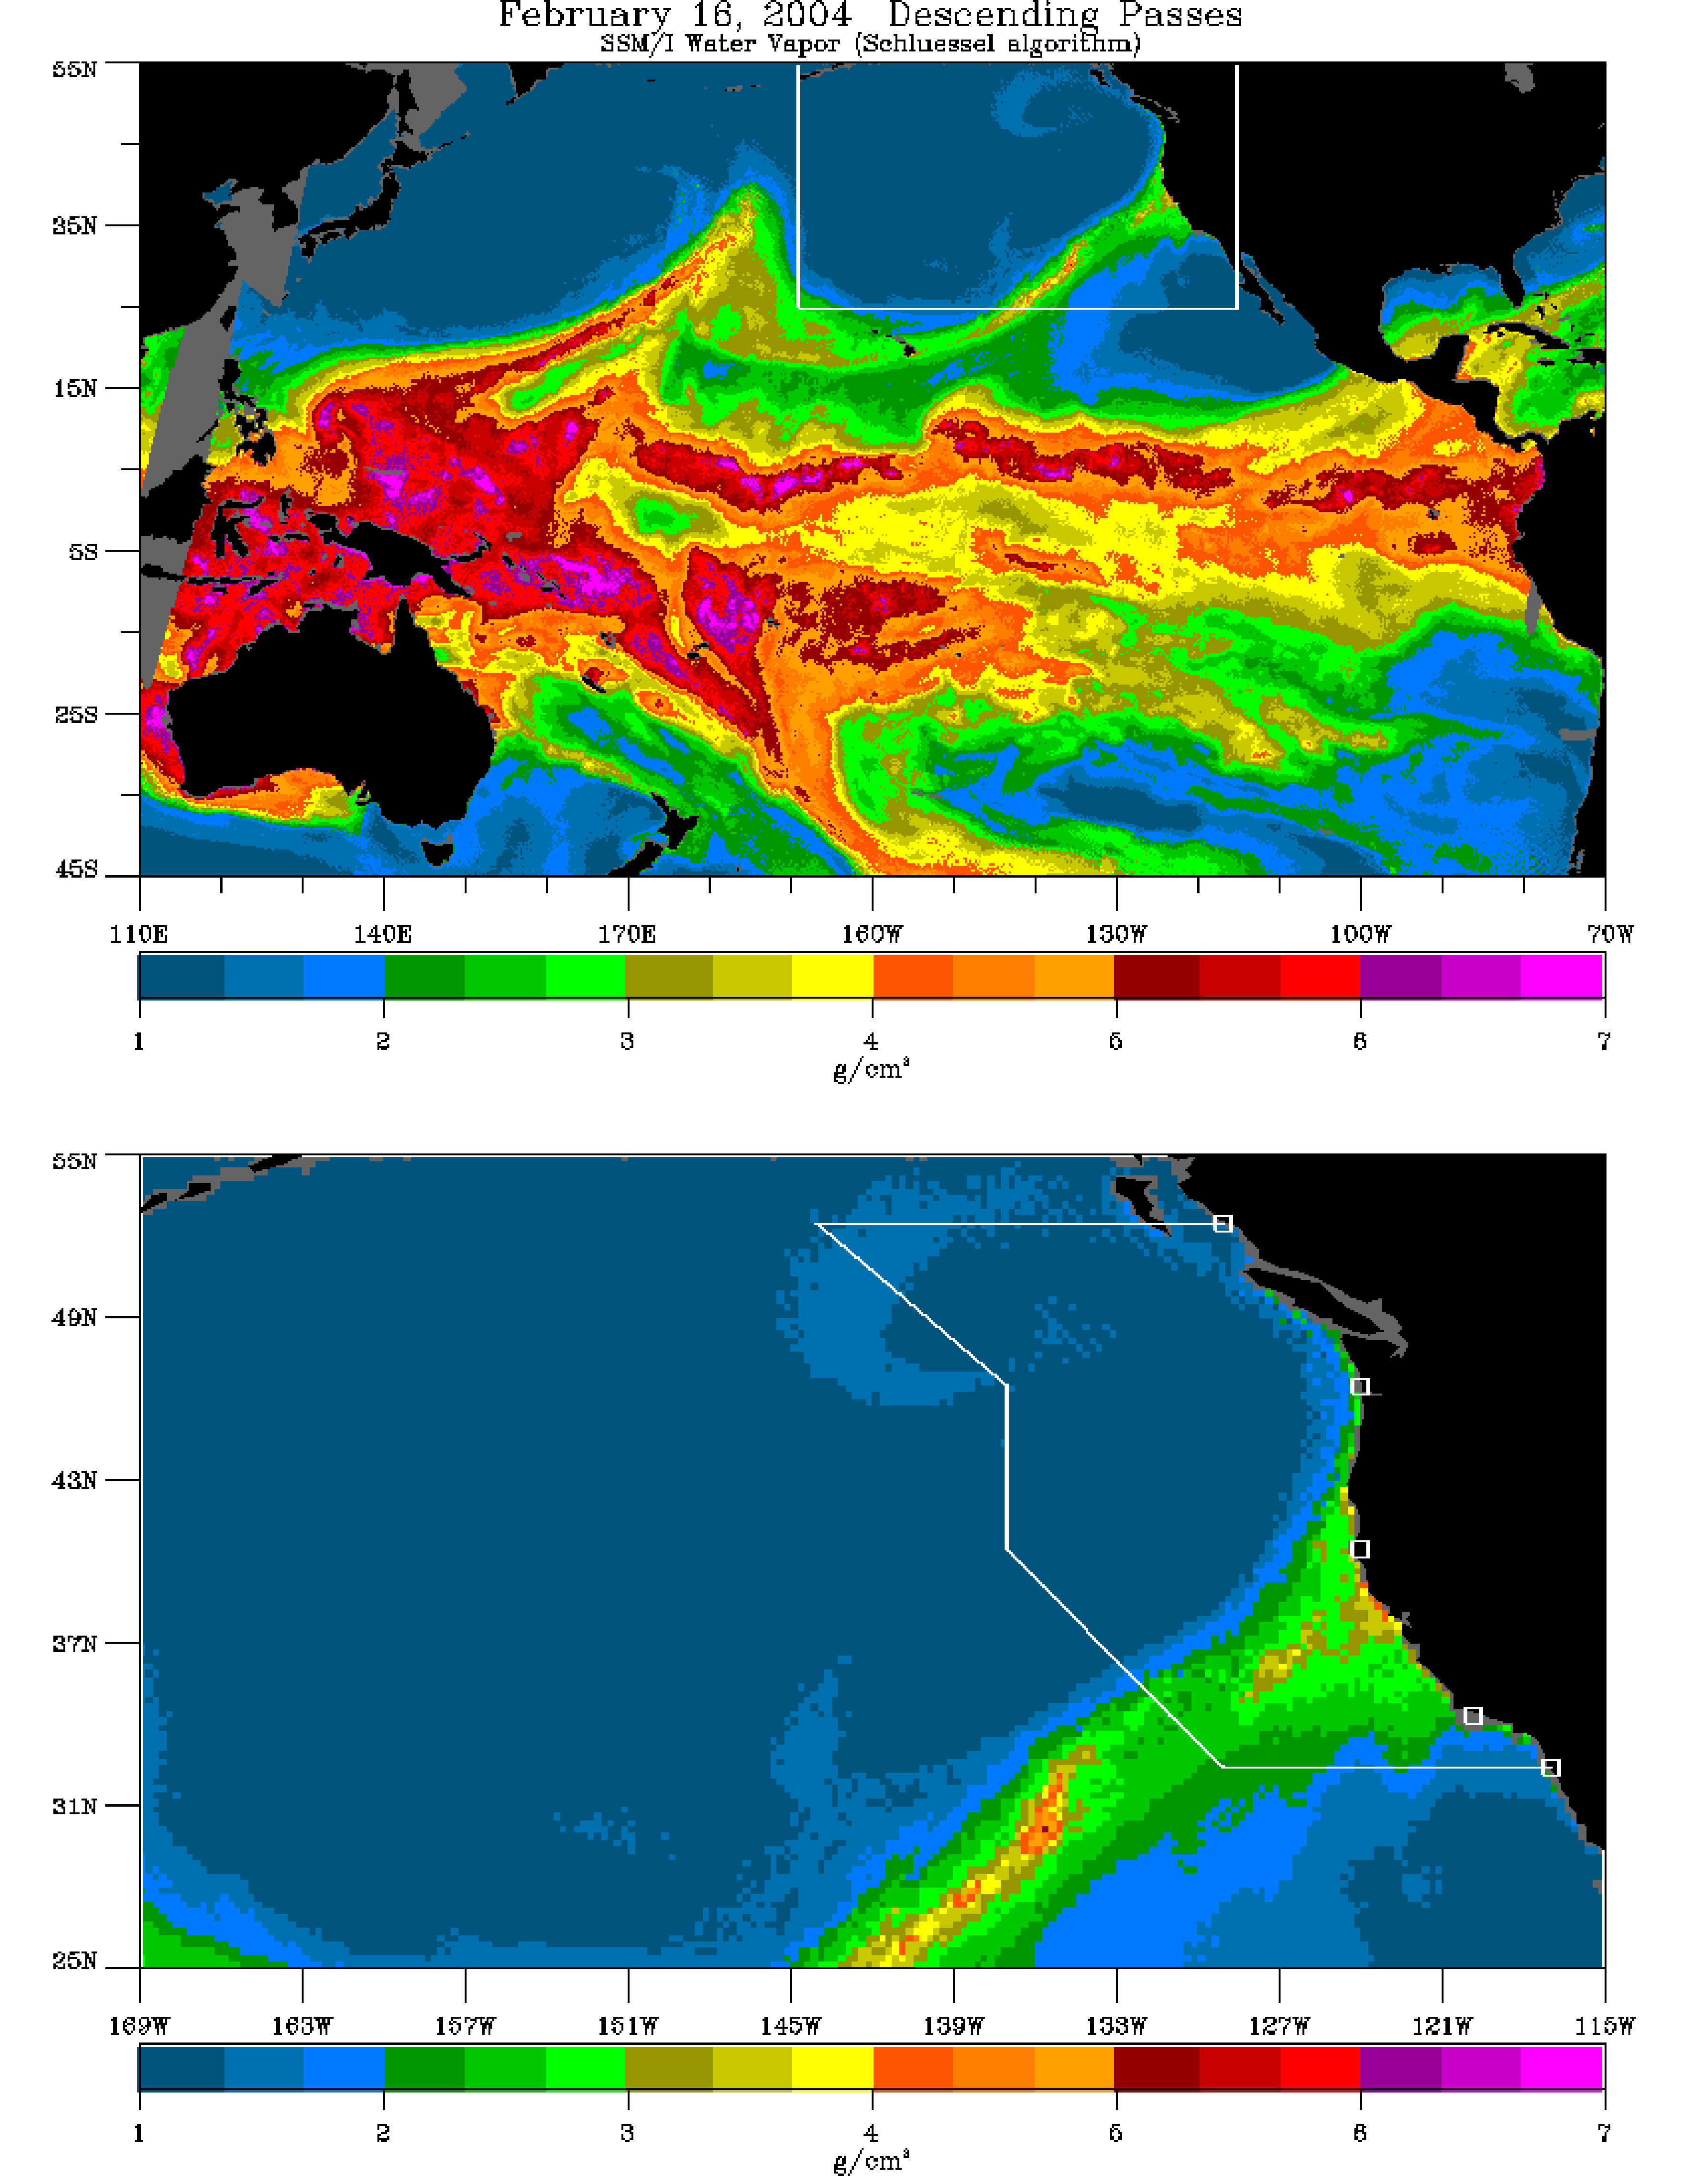 February 16, 2004 Descending Passes
SSM/I Water Vapor (Schluessel algorithm)
55N
35N
15N
5S
25S
45S
110E 140E 170E 160W 130W 100W 70W
1 2 3 4 5 6 7
g/cm³
55N
49N
43N
37N
31N
25N
169W 163W 157W 151W 145W 139W 133W 127W 121W 115W
1 2 3 4 5 6 7
g/cm³